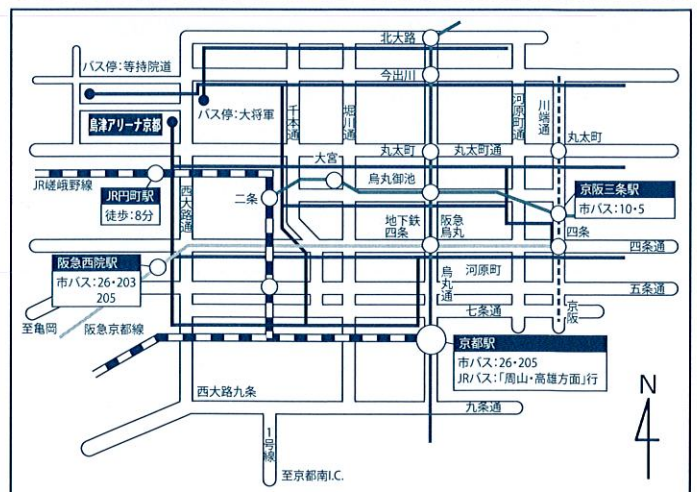 北大路
バス停:等持院道
今出川
島津アリーナ京都
バス停:大将軍
千本通
堀川通
河原町通
川端通
大宮
丸太町
丸太町通
丸太町
JR嵯峨野線
JR円町駅
徒歩:8分
西大路通
二条
烏丸御池
京阪三条駅
市バス:10・5
地下鉄
四条
阪急
烏丸
四条
四条通
阪急西院駅
市バス:26・203
205
烏丸通
河原町
五条通
七条通
京阪
至亀岡
阪急京都線
京都駅
市バス:26・205
JRバス:「周山・高雄方面」行
西大路九条
九条通
N
1号線
至京都南I.C.